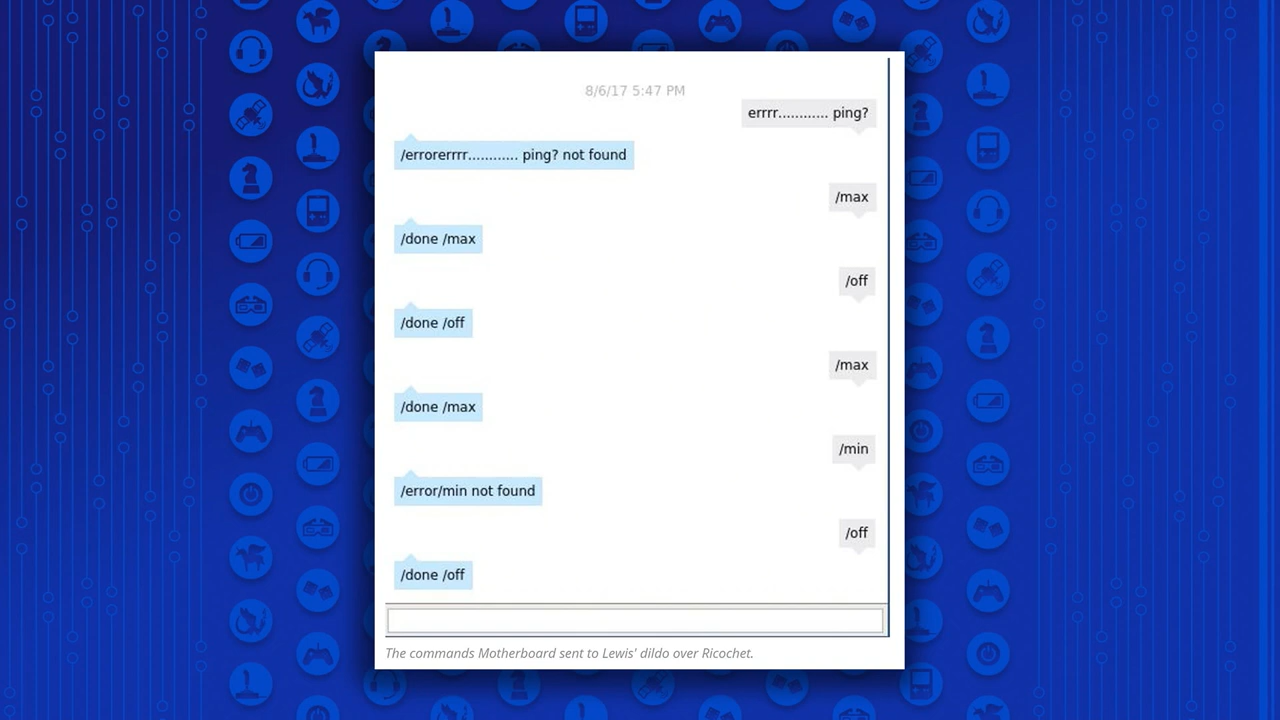 8/6/17 5:47 PM
errrr............ ping?
/errorerrrr............ ping? not found
/max
/done /max
/off
/done /off
/max
/done /max
/min
/error/min not found
/off
/done /off
The commands Motherboard sent to Lewis' dildo over Ricochet.